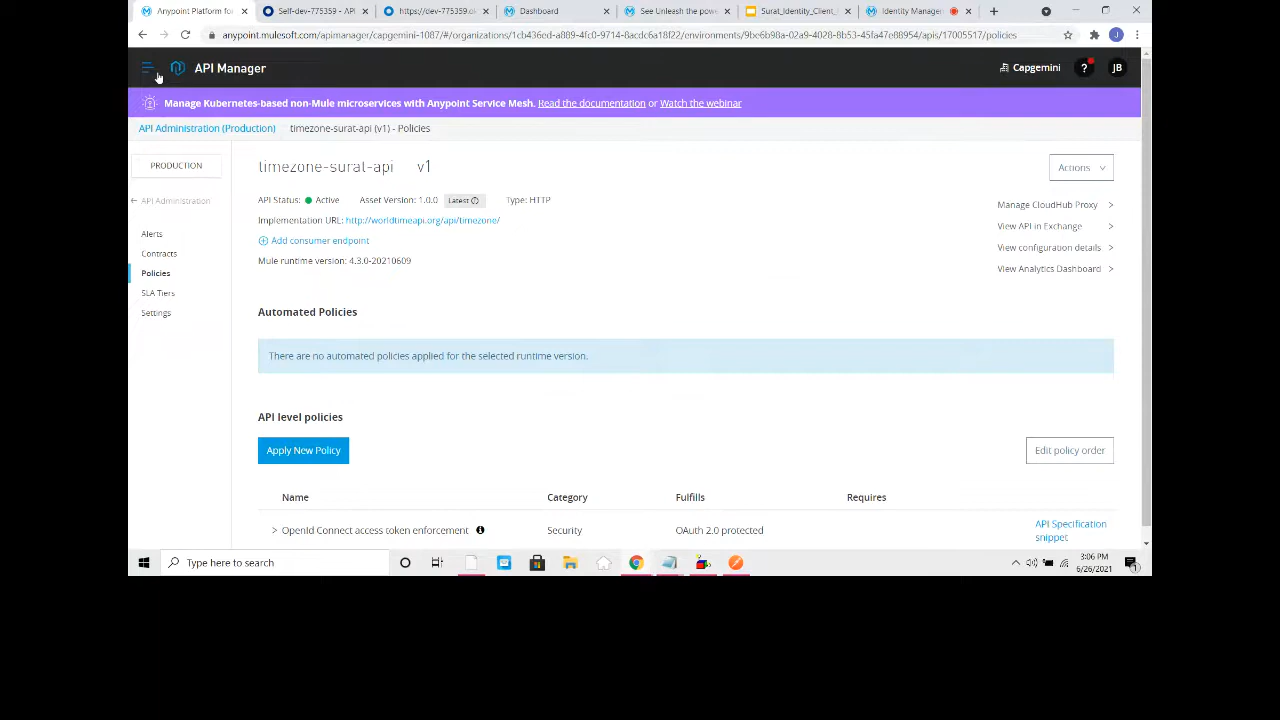 Anypoint Platform for
Self-dev-775359 - API
https://dev-775359.ok
Dashboard
See Unleash the powe
Surat_Identity_Client_
Identity Manage
anypoint.mulesoft.com/apimanager/capgemini-1087/#/organizations/1cb436ed-a889-4fc0-9714-8acdc6a18f22/environments/9be6b98a-02a9-4028-8b53-45fa47e88954/apis/17005517/policies
J
API Manager
Capgemini
?
JB
Manage Kubernetes-based non-Mule microservices with Anypoint Service Mesh. Read the documentation or Watch the webinar
API Administration (Production)
timezone-surat-api (v1) - Policies
PRODUCTION
API Administration
Alerts
Contracts
Policies
SLA Tiers
Settings
timezone-surat-api v1
Actions
API Status: Active Asset Version: 1.0.0 Latest Type: HTTP
Implementation URL: http://worldtimeapi.org/api/timezone/
Add consumer endpoint
Mule runtime version: 4.3.0-20210609
Manage CloudHub Proxy >
View API in Exchange >
View configuration details >
View Analytics Dashboard >
Automated Policies
There are no automated policies applied for the selected runtime version.
API level policies
Apply New Policy
Edit policy order
Name Category Fulfills Requires
> OpenId Connect access token enforcement Security OAuth 2.0 protected
API Specification
snippet
Type here to search
3:06 PM
6/26/2021
1